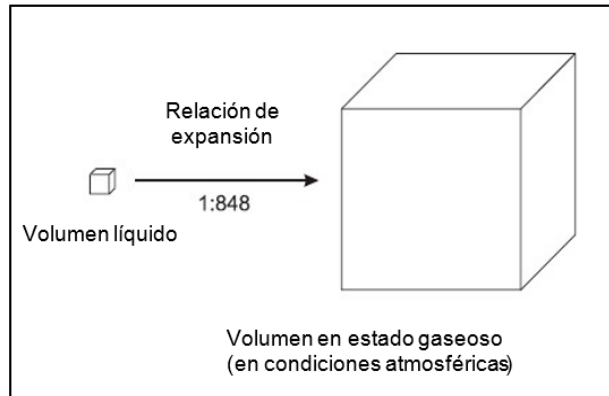 Relación de
expansión
1:848
Volumen líquido
Volumen en estado gaseoso
(en condiciones atmosféricas)